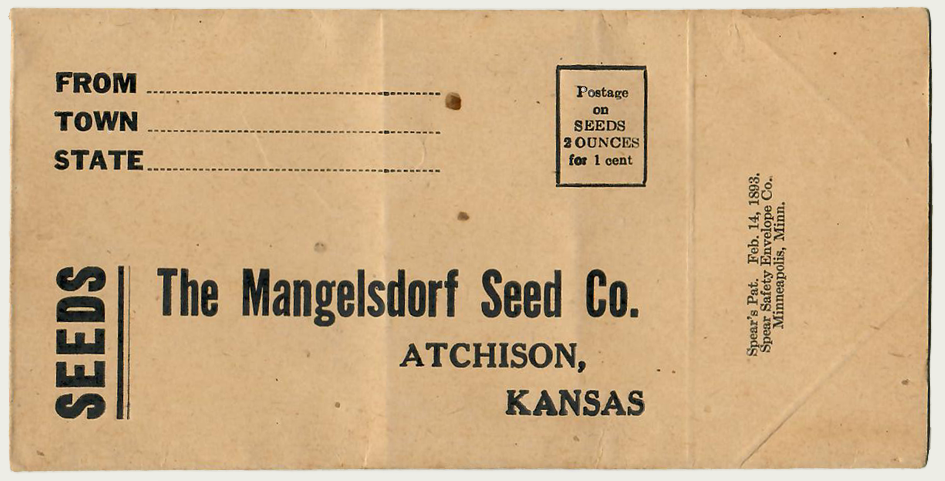 FROM
TOWN
STATE
Postage
on
SEEDS
2 OUNCES
for 1 cent
SEEDS
The Mangelsdorf Seed Co.
ATCHISON,
KANSAS
Spear's Pat. Feb. 14, 1893.
Spear Safety Envelope Co.
Minneapolis, Minn.